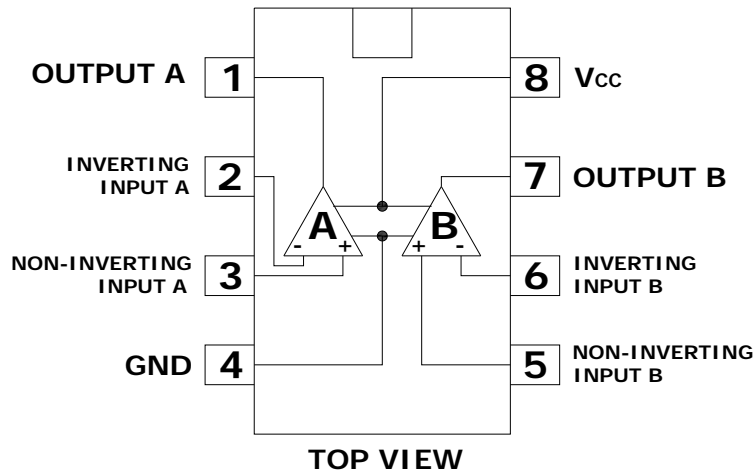 OUTPUT A
1
8
Vcc
INVERTING
INPUT A
2
7
OUTPUT B
A
B
-
+
+
-
NON-INVERTING
INPUT A
3
6
INVERTING
INPUT B
GND
4
5
NON-INVERTING
INPUT B
TOP VIEW